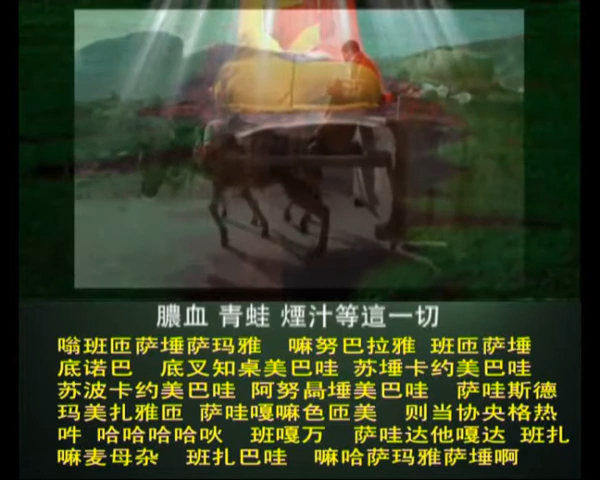 膿血 青蛙 煙汁等這一切
嗡班匝萨埵萨玛雅　嘛努巴拉雅 班匝萨埵
底诺巴　底叉知桌美巴哇 苏埵卡约美巴哇
苏波卡约美巴哇 阿努晑埵美巴哇　萨哇斯德
玛美扎雅匝　萨哇嘎嘛色匝美　则当协央格热
吽 哈哈哈哈伙　班嘎万　萨哇达他嘎达 班扎
嘛麦母杂　班扎巴哇　嘛哈萨玛雅萨埵啊